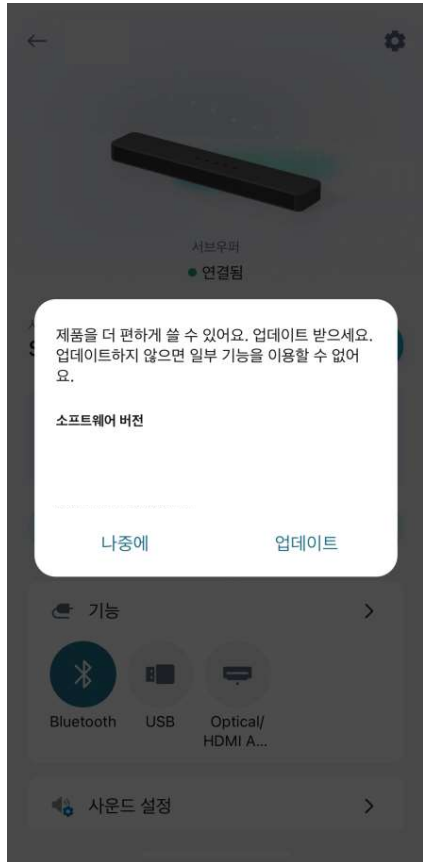 서브우퍼
연결됨
제품을 더 편하게 쓸 수 있어요. 업데이트 받으세요.
업데이트하지 않으면 일부 기능을 이용할 수 없어
요.
소프트웨어 버전
나중에
업데이트
기능
Bluetooth
USB
Optical/
HDMI A...
사운드 설정